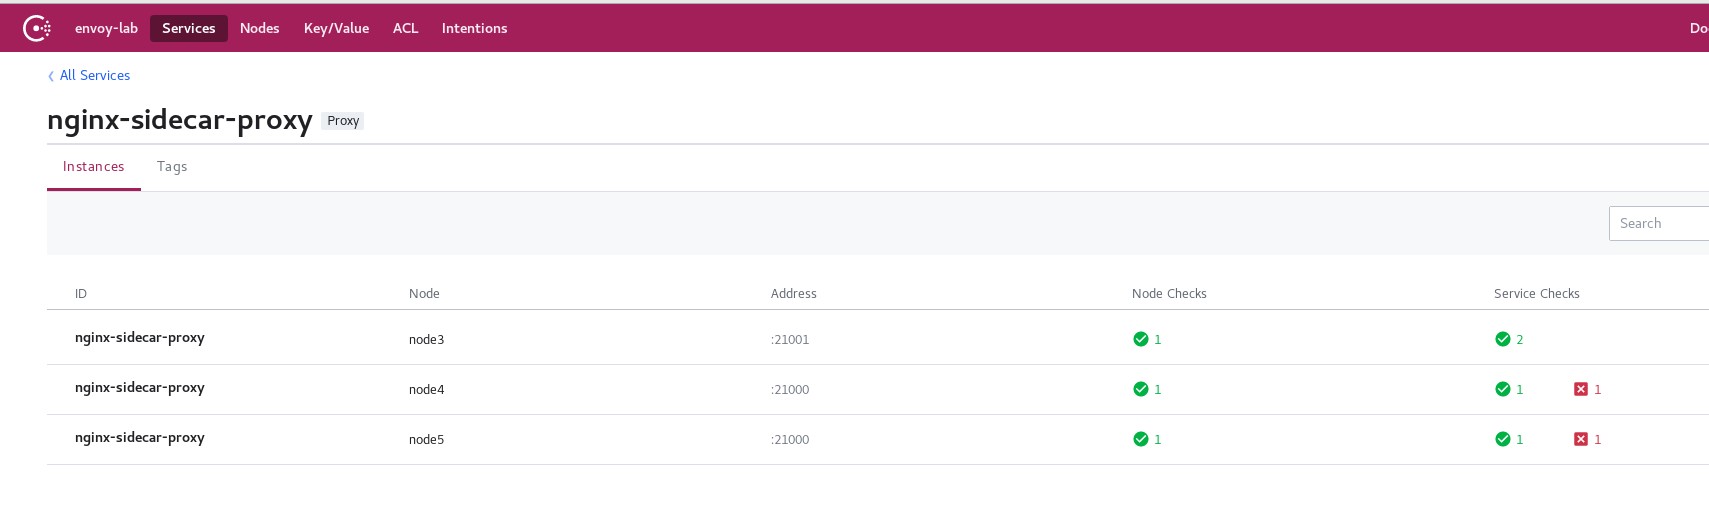 envoy-lab Services Nodes Key/Value ACL Intentions
All Services
nginx-sidecar-proxy Proxy
Instances Tags
Search
ID Node Address Node Checks Service Checks
nginx-sidecar-proxy node3 :21001 1 2
nginx-sidecar-proxy node4 :21000 1 1 1
nginx-sidecar-proxy node5 :21000 1 1 1